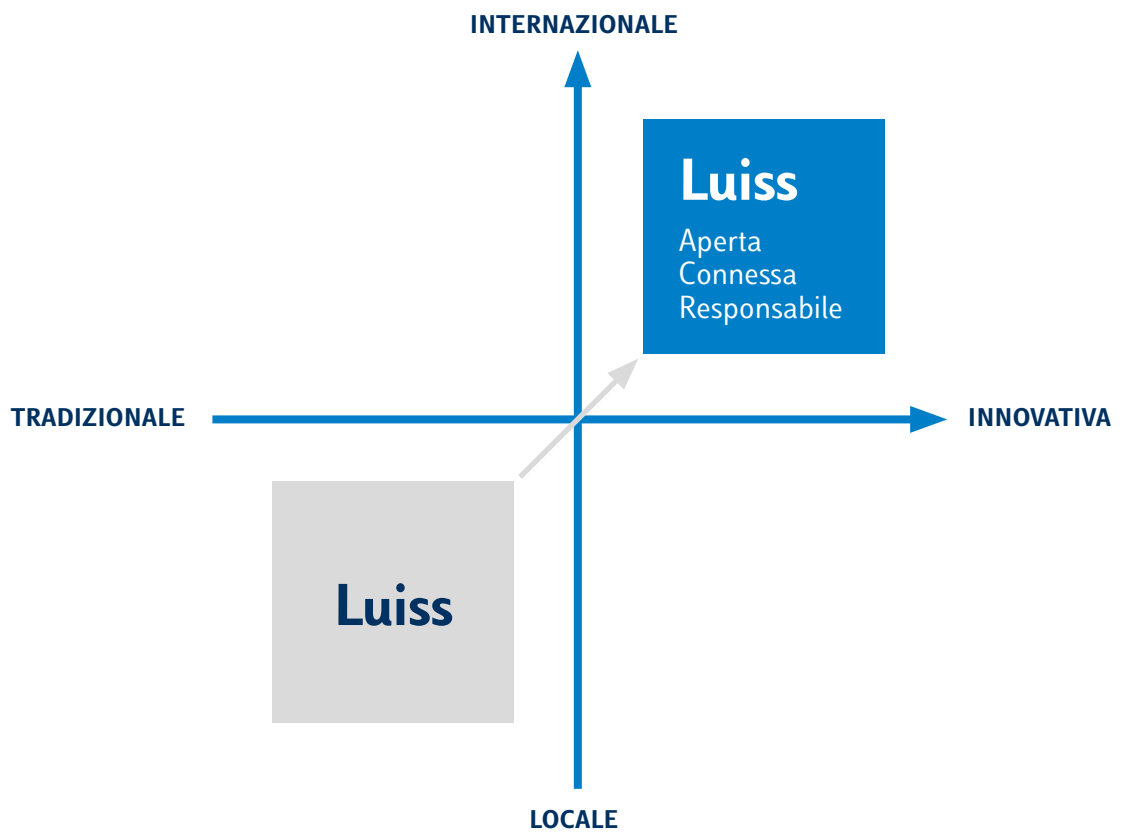 INTERNAZIONALE
Luiss
Aperta
Connessa
Responsabile
TRADIZIONALE
INNOVATIVA
Luiss
LOCALE